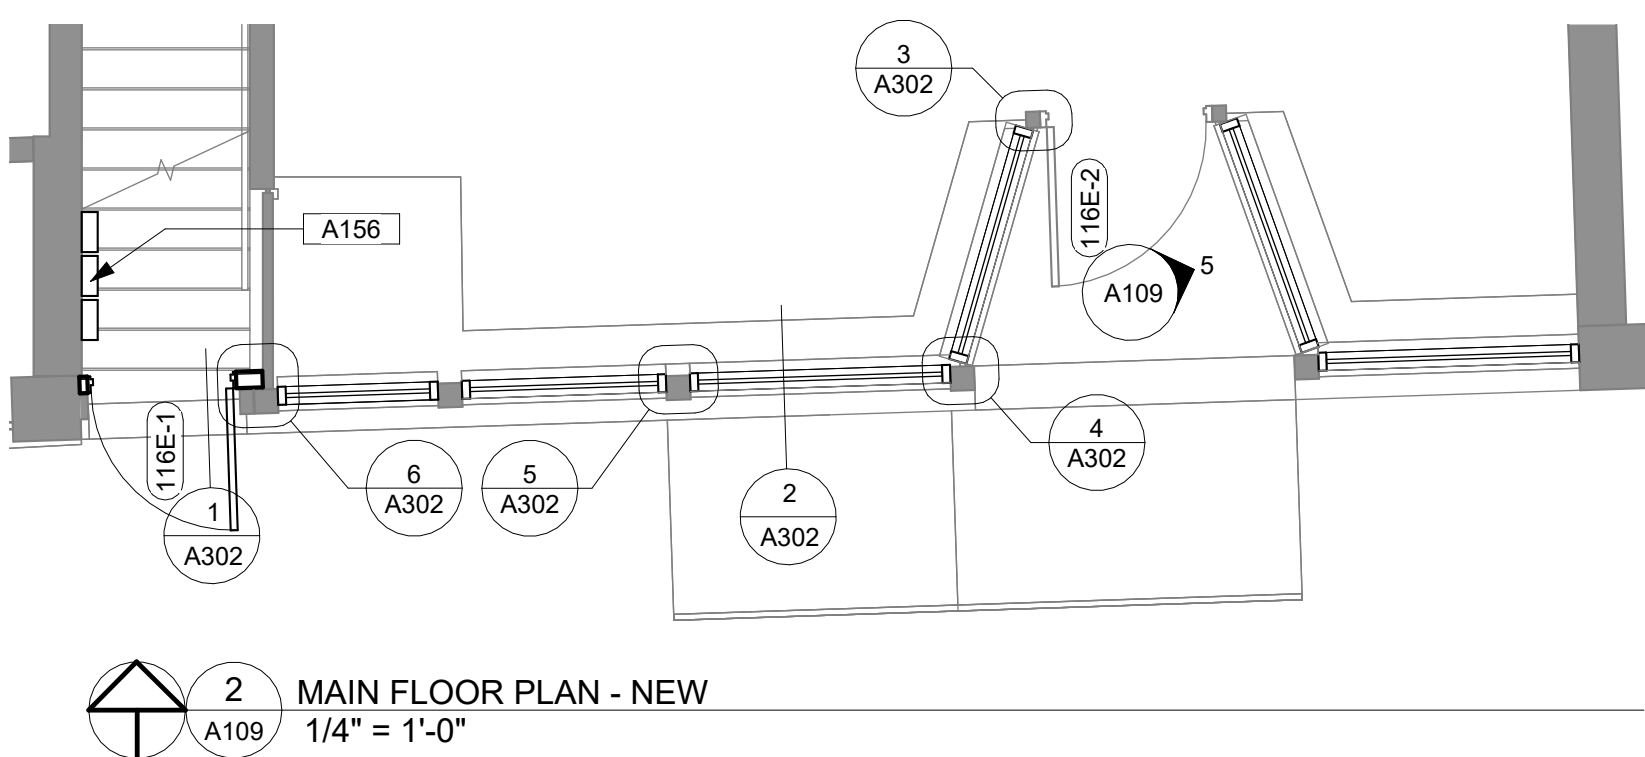 3
A302
116E-2
5
A109
A156
116E-1
1
A302
6
A302
5
A302
2
A302
4
A302
2
A109
MAIN FLOOR PLAN - NEW
1/4" = 1'-0"